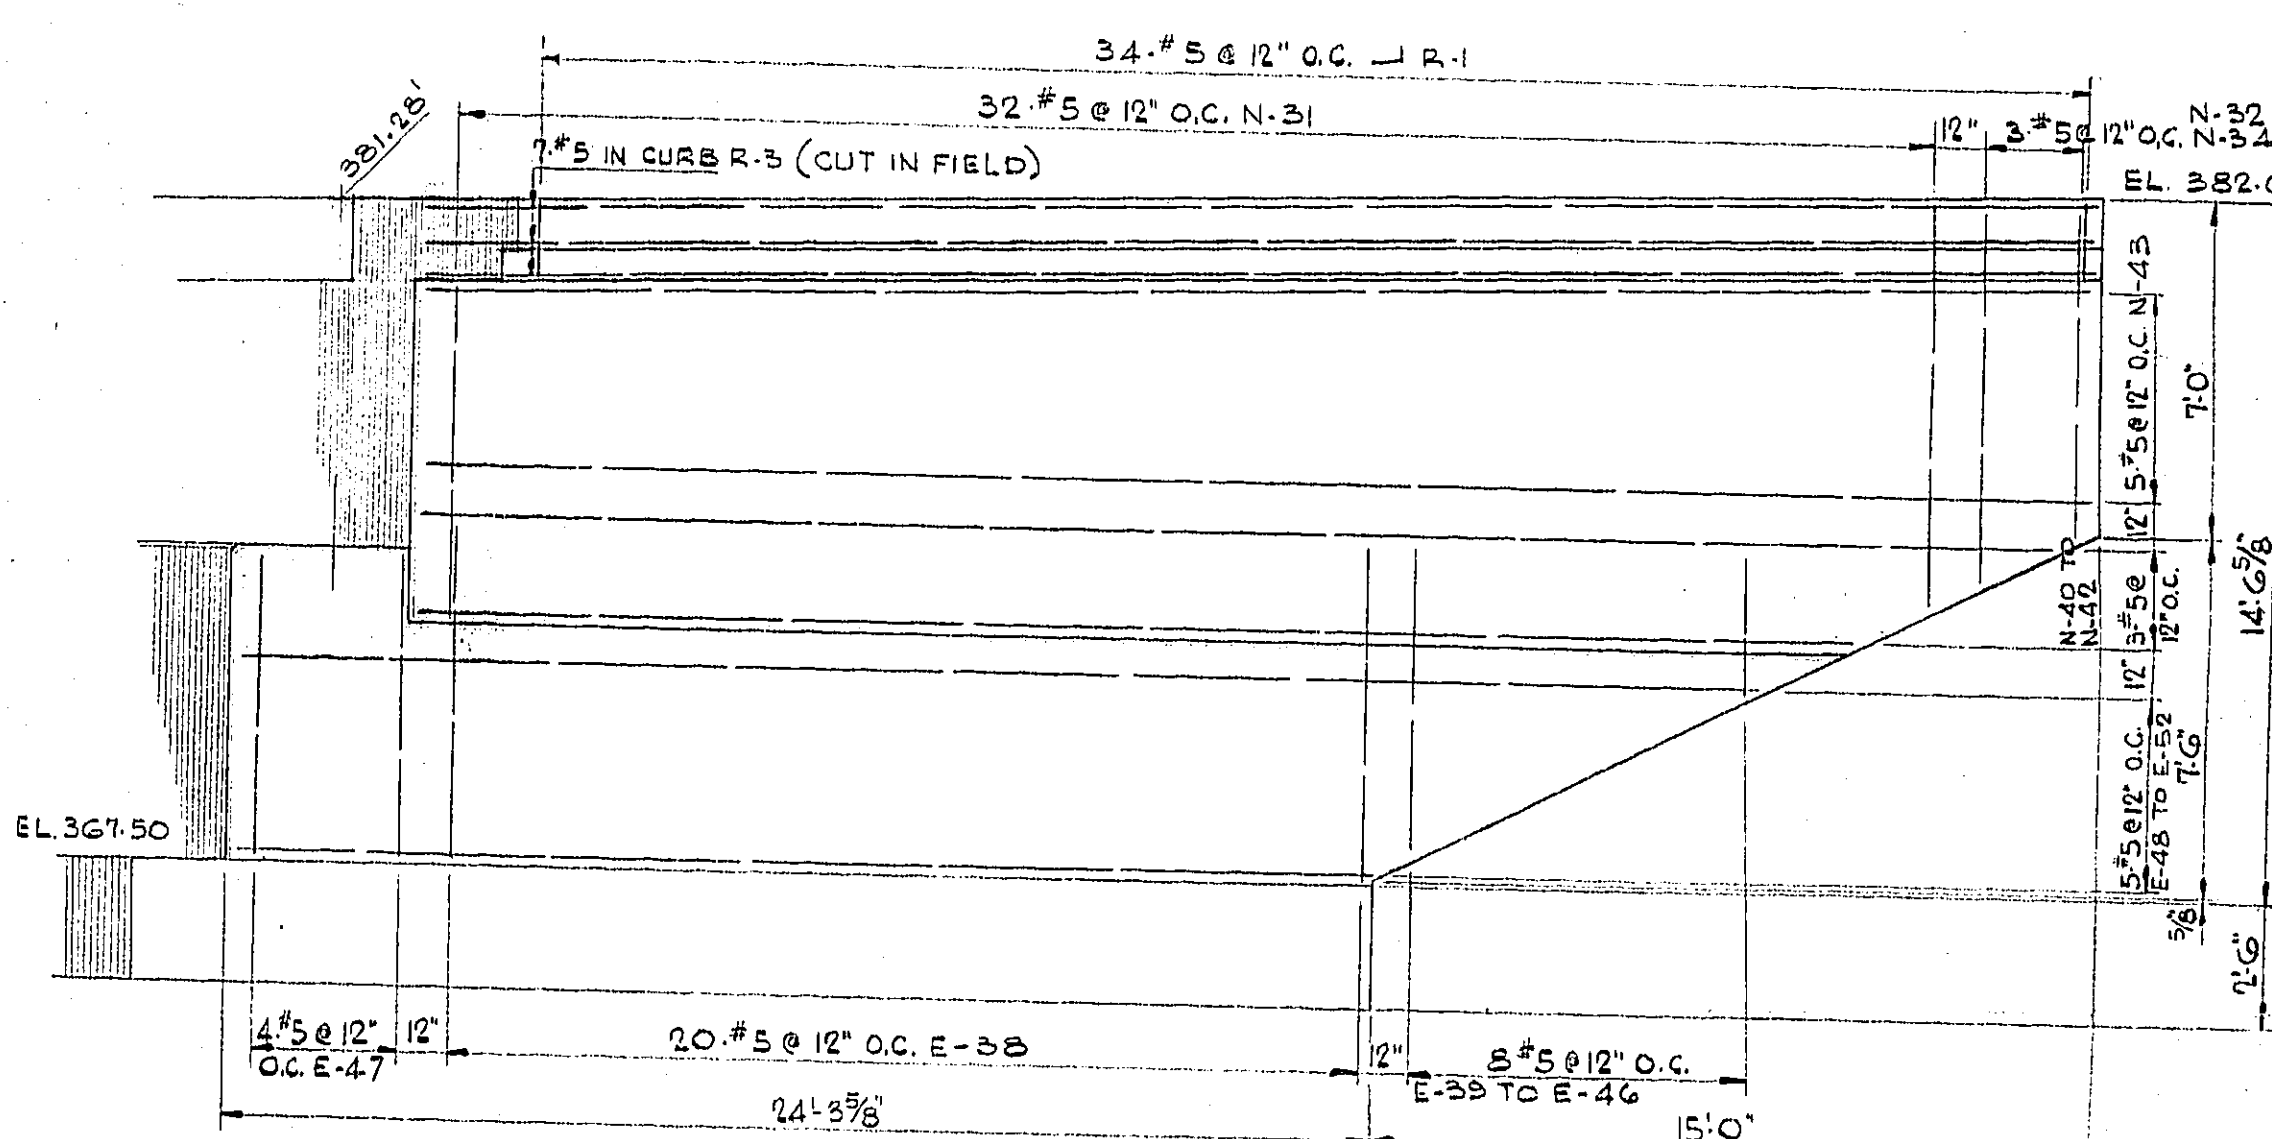 34-#5 @ 12" O.C. ⅃ R-1
32-#5 @ 12" O.C. N-31
12"
3-#5@ 12" O.C.
N-32
N-34
381.28'
7-#5 IN CURB R-3 (CUT IN FIELD)
EL. 382.
5-#5@12" O.C. N-43
7'-0"
12"
3-#5@
12" O.C.
N-40 TO
N-42
14'-6 5/8"
12"
5-#5@12" O.C.
E-48 TO E-52
7'-6"
EL. 367.50
5/8"
2'-6"
4-#5 @ 12"
O.C. E-47
12"
20-#5 @ 12" O.C. E-38
12"
8 #5 @ 12" O.C.
E-39 TO E-46
24'-3 5/8"
15'-0"